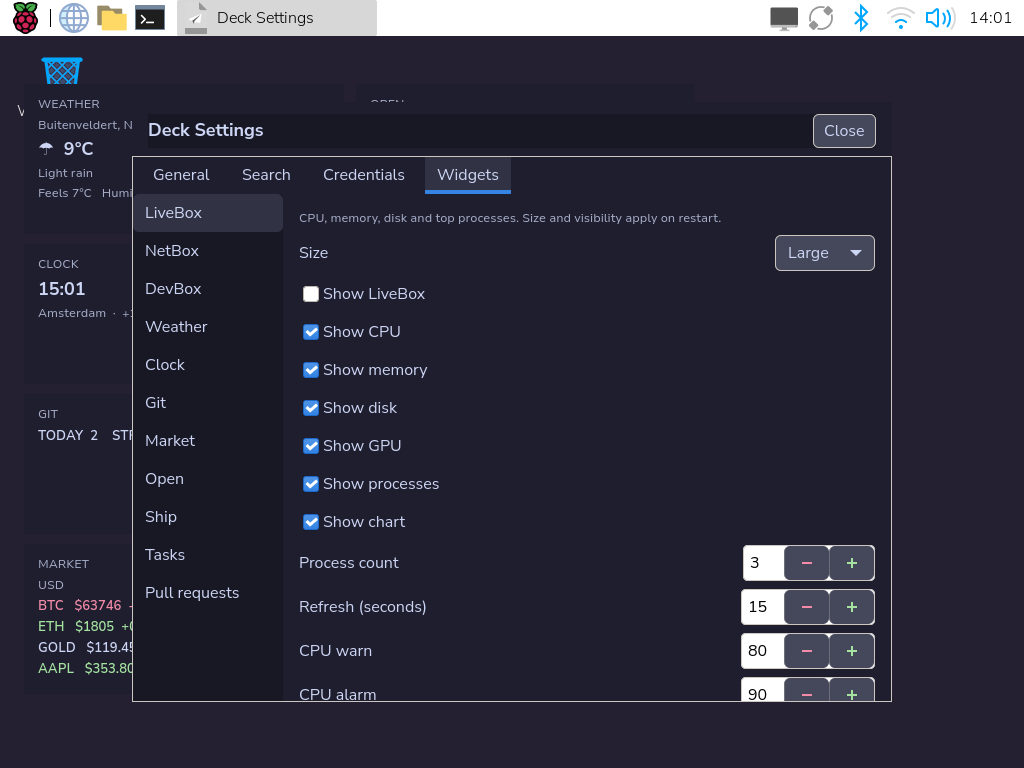 Deck Settings
14:01
WEATHER
OPEN
Buitenveldert, N
9°C
Light rain
Feels 7°C Humi
CLOCK
15:01
Amsterdam ·
GIT
TODAY 2
MARKET
USD
BTC $63746 -
ETH $1805
GOLD $119.45
AAPL $353.80
Deck Settings
Close
General Search Credentials Widgets
LiveBox
NetBox
DevBox
Weather
Clock
Git
Market
Open
Ship
Tasks
Pull requests
CPU, memory, disk and top processes. Size and visibility apply on restart.
Size Large
Show LiveBox
Show CPU
Show memory
Show disk
Show GPU
Show processes
Show chart
Process count 3 − +
Refresh (seconds) 15 − +
CPU warn 80 − +
CPU alarm 90 − +